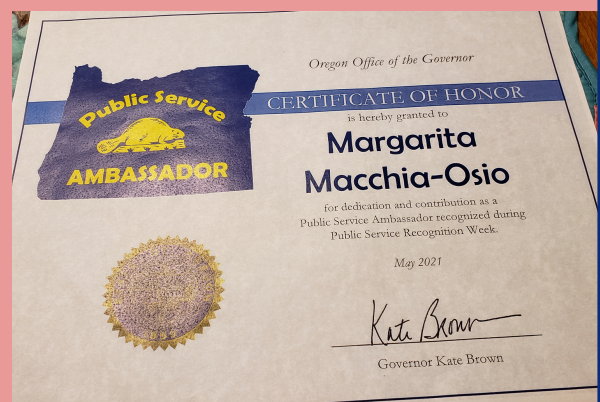 Oregon Office of the Governor
CERTIFICATE OF HONOR
is hereby granted to
Margarita
Macchia-Osio
for dedication and contribution as a
Public Service Ambassador recognized during
Public Service Recognition Week.
May 2021
Kate Brown
Governor Kate Brown
Public Service
AMBASSADOR